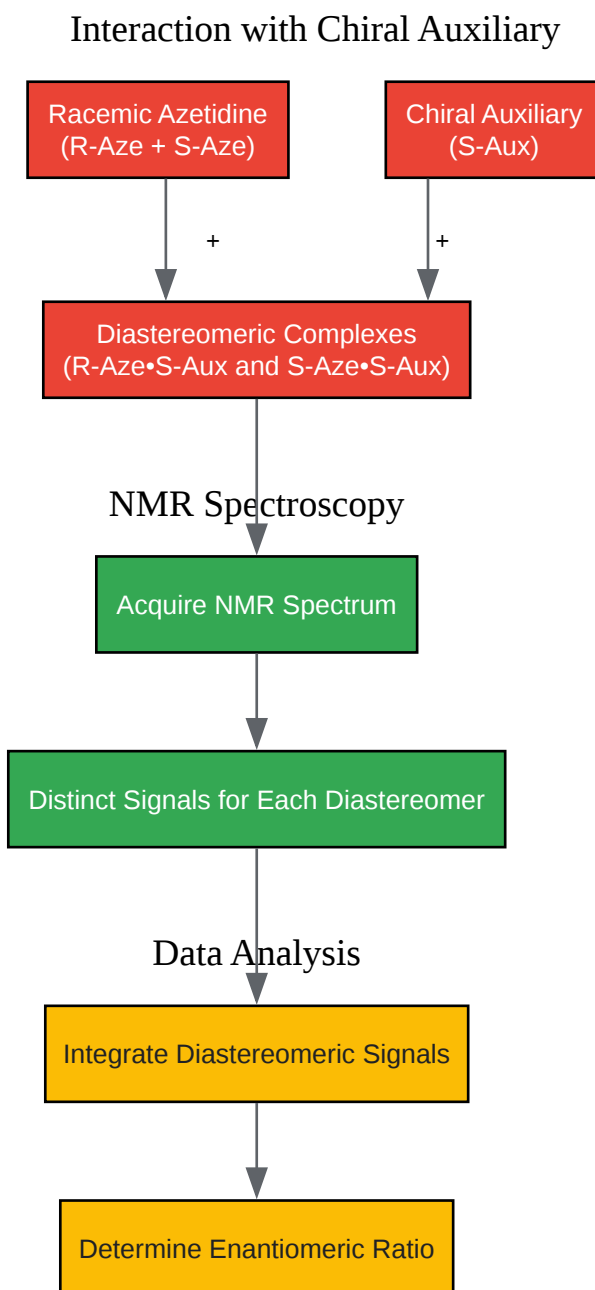 Interaction with Chiral Auxiliary
Racemic Azetidine
(R-Aze + S-Aze)
Chiral Auxiliary
(S-Aux)
+
+
Diastereomeric Complexes
(R-Aze•S-Aux and S-Aze•S-Aux)
NMR Spectroscopy
Acquire NMR Spectrum
Distinct Signals for Each Diastereomer
Data Analysis
Integrate Diastereomeric Signals
Determine Enantiomeric Ratio